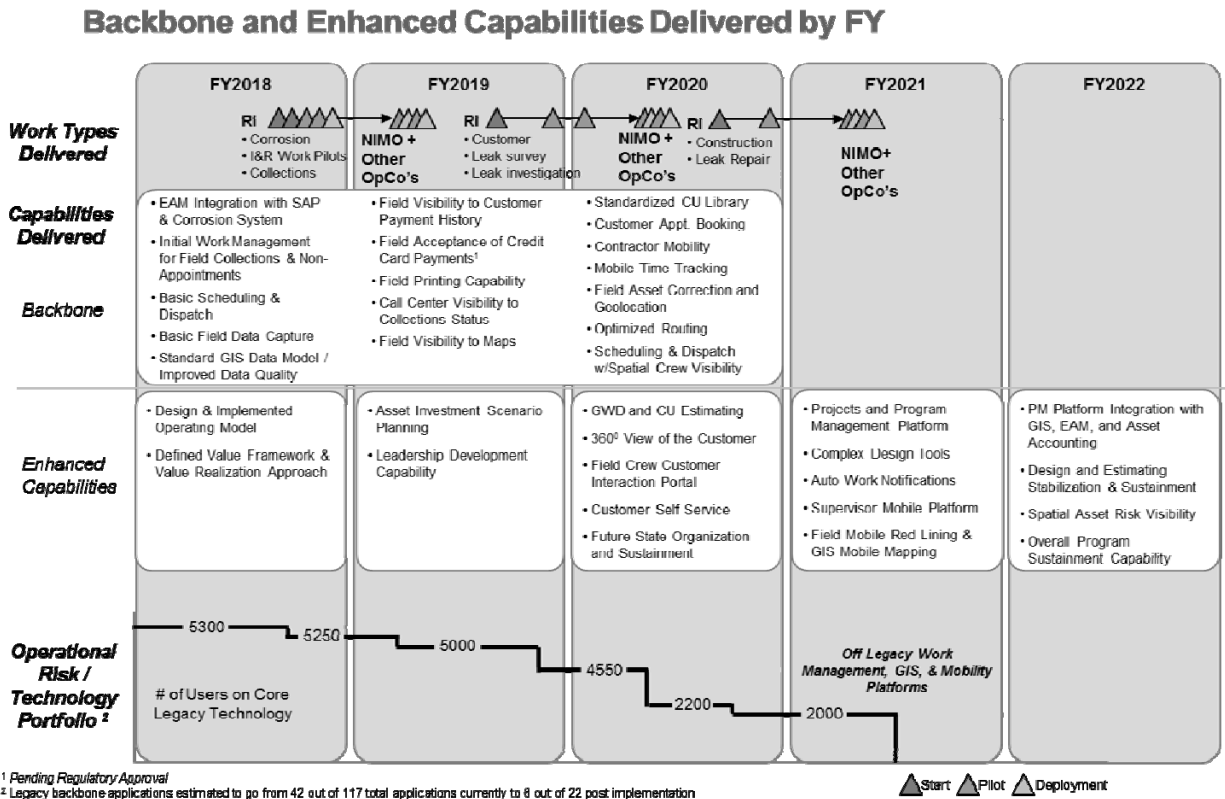 Backbone and Enhanced Capabilities Delivered by FY
FY2018
FY2019
FY2020
FY2021
FY2022
Work Types
Delivered
RI
• Corrosion
• I&R Work Pilots
• Collections
NIMO +
Other
OpCo's
RI
• Customer
• Leak survey
• Leak investigation
NIMO +
Other
OpCo's
RI
• Construction
• Leak Repair
NIMO+
Other
OpCo's
Capabilities
Delivered
Backbone
• EAM Integration with SAP
& Corrosion System
• Initial Work Management
for Field Collections & Non-
Appointments
• Basic Scheduling &
Dispatch
• Basic Field Data Capture
• Standard GIS Data Model /
Improved Data Quality
• Field Visibility to Customer
Payment History
• Field Acceptance of Credit
Card Payments¹
• Field Printing Capability
• Call Center Visibility to
Collections Status
• Field Visibility to Maps
• Standardized CU Library
• Customer Appt. Booking
• Contractor Mobility
• Mobile Time Tracking
• Field Asset Correction and
Geolocation
• Optimized Routing
• Scheduling & Dispatch
w/Spatial Crew Visibility
Enhanced
Capabilities
• Design & Implemented
Operating Model
• Defined Value Framework &
Value Realization Approach
• Asset Investment Scenario
Planning
• Leadership Development
Capability
• GWD and CU Estimating
• 360⁰ View of the Customer
• Field Crew Customer
Interaction Portal
• Customer Self Service
• Future State Organization
and Sustainment
• Projects and Program
Management Platform
• Complex Design Tools
• Auto Work Notifications
• Supervisor Mobile Platform
• Field Mobile Red Lining &
GIS Mobile Mapping
• PM Platform Integration with
GIS, EAM, and Asset
Accounting
• Design and Estimating
Stabilization & Sustainment
• Spatial Asset Risk Visibility
• Overall Program
Sustainment Capability
Operational
Risk /
Technology
Portfolio ²
5300
5250
5000
4550
2200
2000
# of Users on Core
Legacy Technology
Off Legacy Work
Management, GIS, & Mobility
Platforms
¹ Pending Regulatory Approval
² Legacy backbone applications estimated to go from 42 out of 117 total applications currently to 6 out of 22 post implementation
Start
Pilot
Deployment